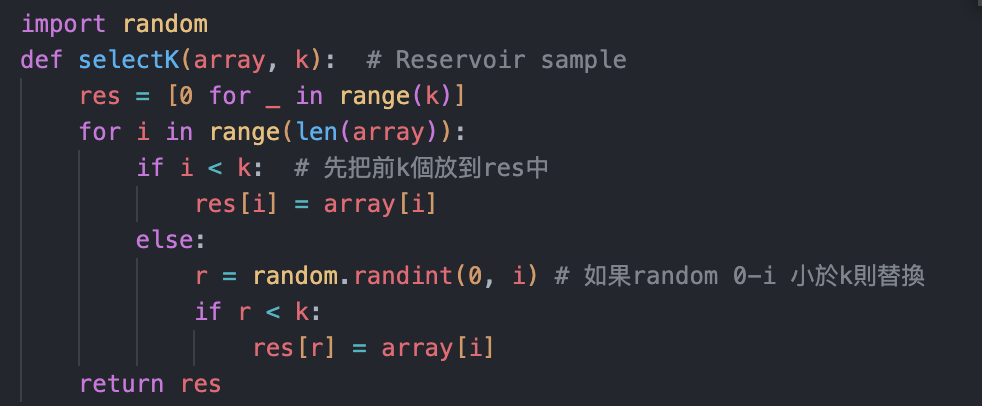 import random
def selectK(array, k):  # Reservoir sample
    res = [0 for _ in range(k)]
    for i in range(len(array)):
        if i < k:  # 先把前k個放到res中
            res[i] = array[i]
        else:
            r = random.randint(0, i) # 如果random 0-i 小於k則替換
            if r < k:
                res[r] = array[i]
    return res